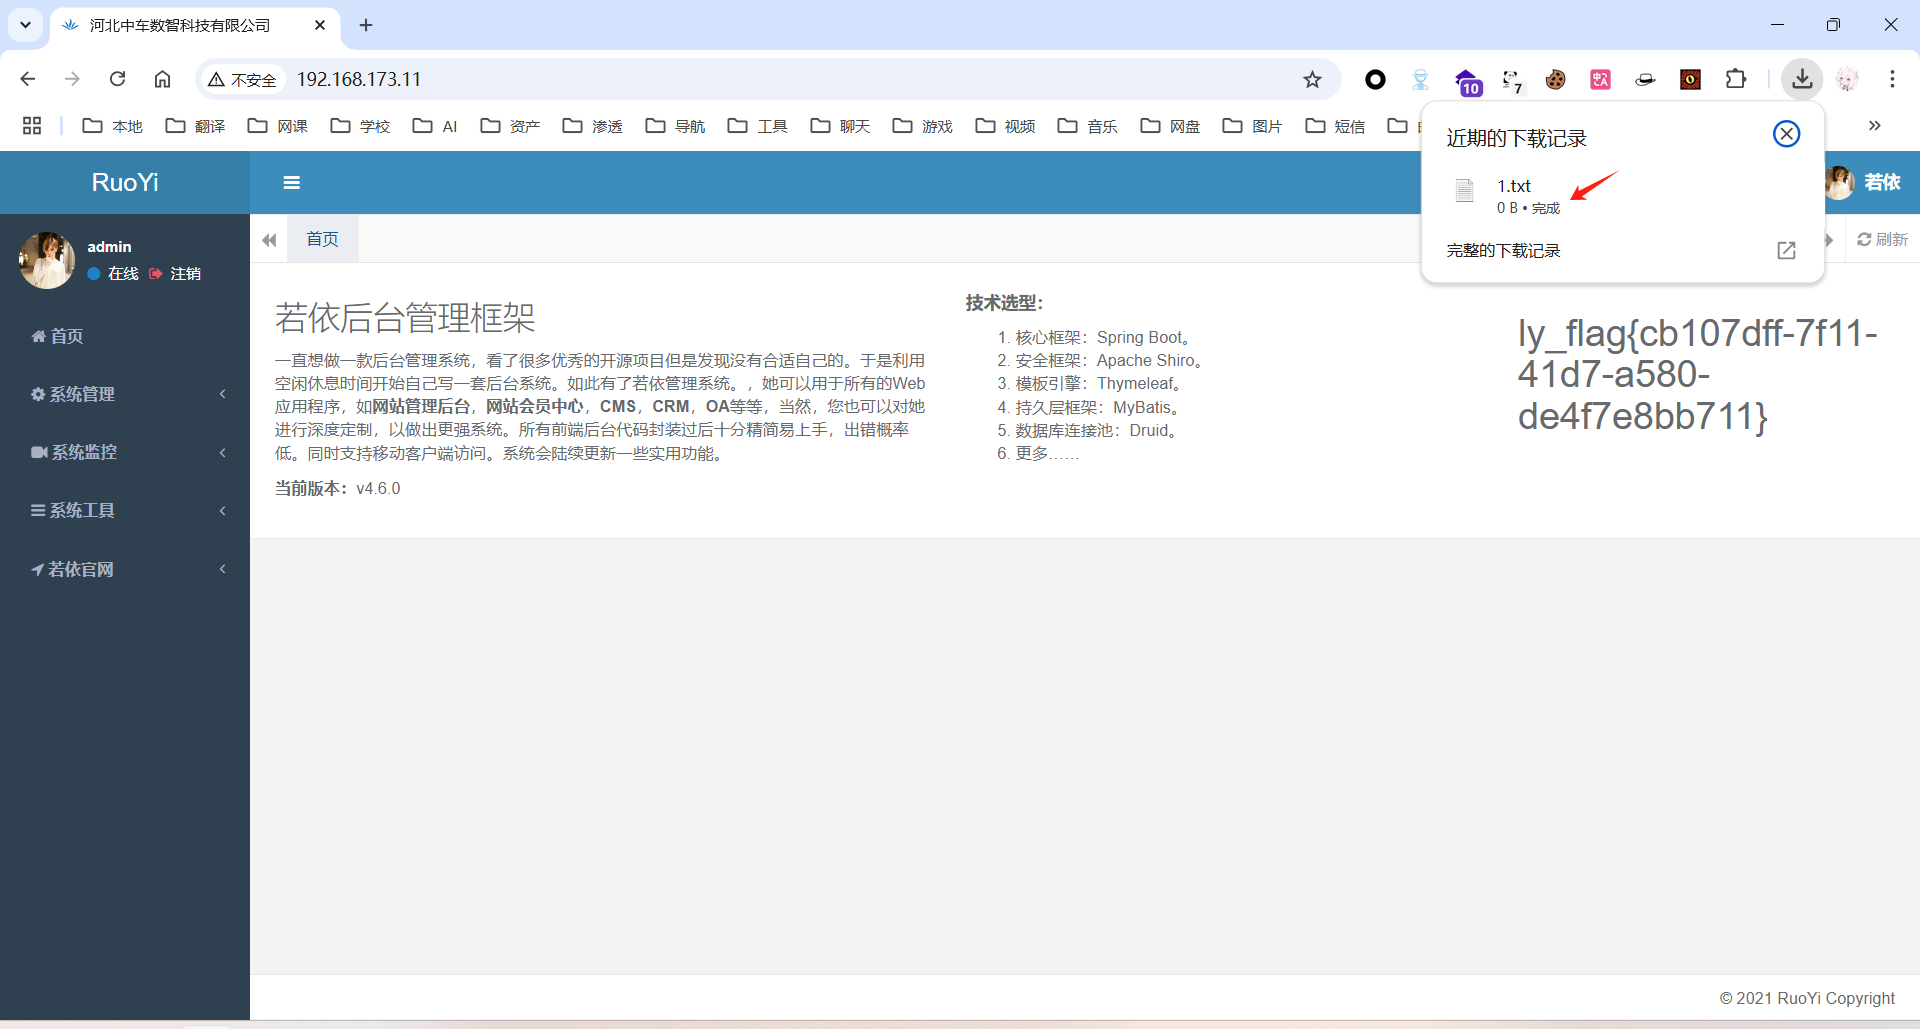 河北中车数智科技有限公司
不安全
192.168.173.11
10
7
本地
翻译
网课
学校
AI
资产
渗透
导航
工具
聊天
游戏
视频
音乐
网盘
图片
短信
近期的下载记录
1.txt
0 B • 完成
完整的下载记录
RuoYi
若依
admin
在线
注销
首页
刷新
首页
系统管理
系统监控
系统工具
若依官网
若依后台管理框架
一直想做一款后台管理系统，看了很多优秀的开源项目但是发现没有合适自己的。于是利用
空闲休息时间开始自己写一套后台系统。如此有了若依管理系统。，她可以用于所有的Web
应用程序，如网站管理后台，网站会员中心，CMS，CRM，OA等等，当然，您也可以对她
进行深度定制，以做出更强系统。所有前端后台代码封装过后十分精简易上手，出错概率
低。同时支持移动客户端访问。系统会陆续更新一些实用功能。
当前版本：v4.6.0
技术选型：
1. 核心框架：Spring Boot。
2. 安全框架：Apache Shiro。
3. 模板引擎：Thymeleaf。
4. 持久层框架：MyBatis。
5. 数据库连接池：Druid。
6. 更多……
ly_flag{cb107dff-7f11-
41d7-a580-
de4f7e8bb711}
© 2021 RuoYi Copyright